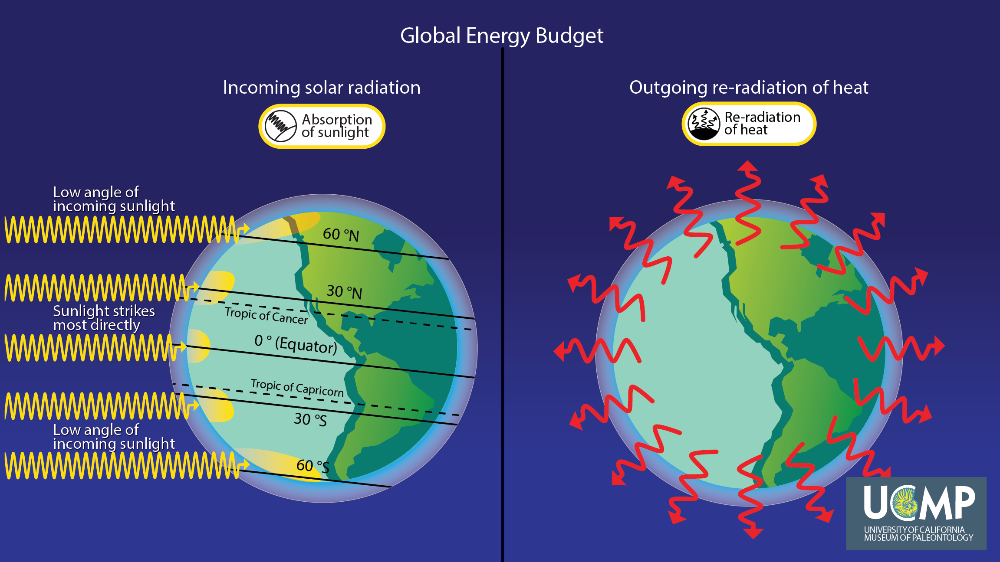 Global Energy Budget
Incoming solar radiation
Absorption
of sunlight
Low angle of
incoming sunlight
Sunlight strikes
most directly
Low angle of
incoming sunlight
60 °N
30 °N
Tropic of Cancer
0 ° (Equator)
Tropic of Capricorn
30 °S
60 °S
Outgoing re-radiation of heat
Re-radiation
of heat
UCMP
UNIVERSITY OF CALIFORNIA
MUSEUM OF PALEONTOLOGY